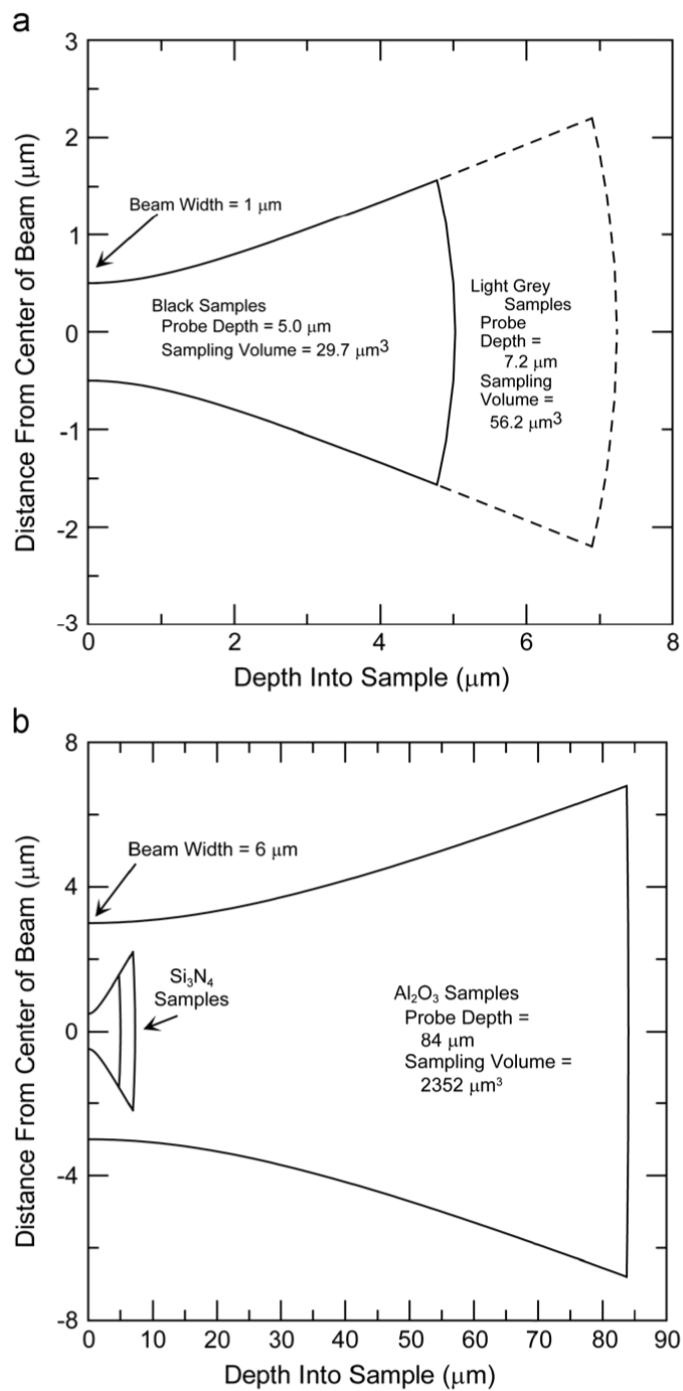 a
3
2
1
0
-1
-2
-3
Distance From Center of Beam (μm)
Beam Width = 1 μm
Black Samples
Probe Depth = 5.0 μm
Sampling Volume = 29.7 μm³
Light Grey
Samples
Probe
Depth =
7.2 μm
Sampling
Volume =
56.2 μm³
0 2 4 6 8
Depth Into Sample (μm)
b
8
4
0
-4
-8
Distance From Center of Beam (μm)
Beam Width = 6 μm
Si₃N₄
Samples
Al₂O₃ Samples
Probe Depth =
84 μm
Sampling Volume =
2352 μm³
0 10 20 30 40 50 60 70 80 90
Depth Into Sample (μm)